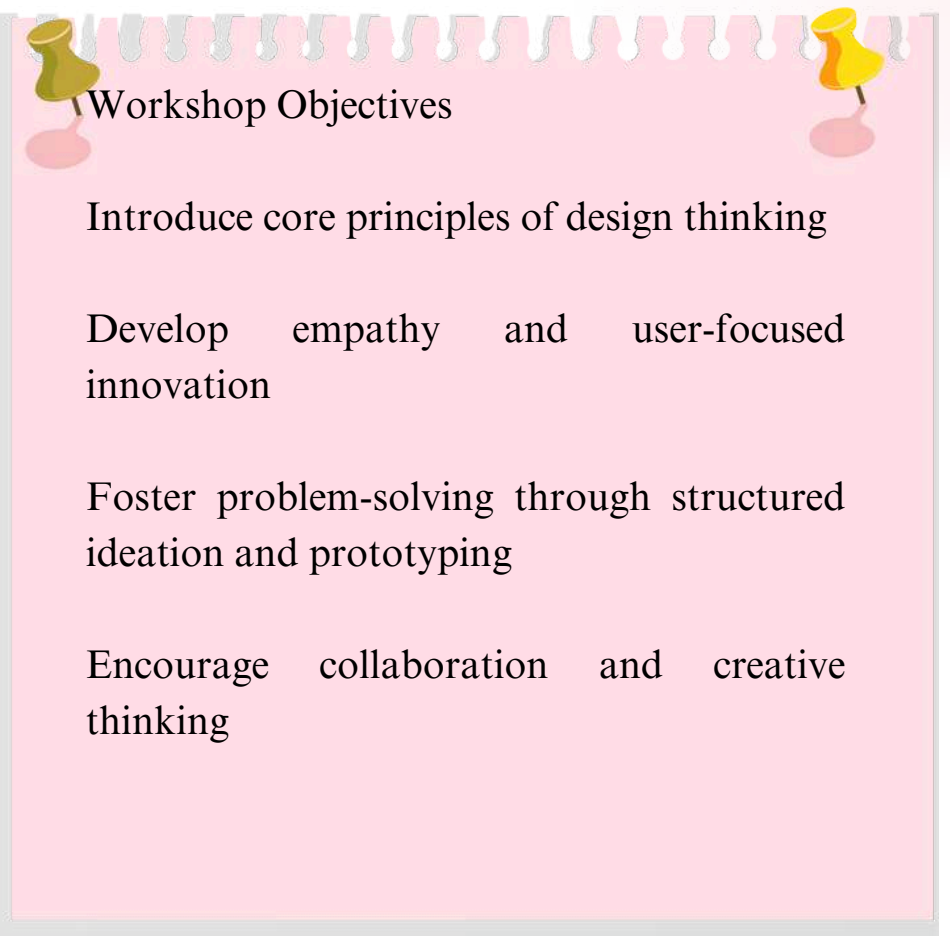 Workshop Objectives
Introduce core principles of design thinking
Develop empathy and user-focused
innovation
Foster problem-solving through structured
ideation and prototyping
Encourage collaboration and creative
thinking